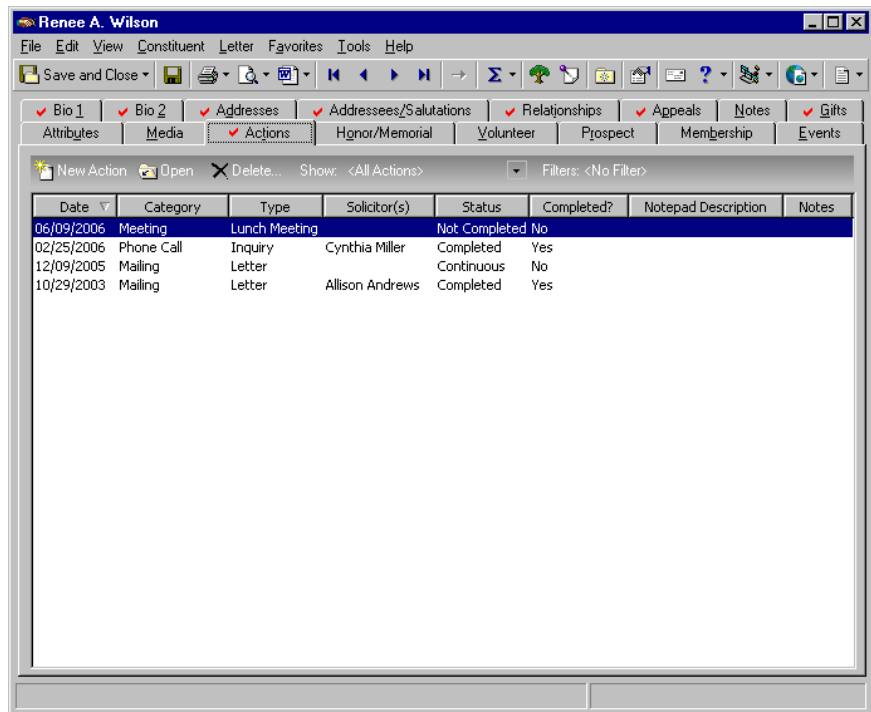 Renee A. Wilson
File Edit View Constituent Letter Favorites Tools Help
Save and Close
Bio 1 Bio 2 Addresses Addressees/Salutations Relationships Appeals Notes Gifts
Attributes Media Actions Honor/Memorial Volunteer Prospect Membership Events
New Action Open Delete... Show: <All Actions> Filters: <No Filter>
Date Category Type Solicitor(s) Status Completed? Notepad Description Notes
06/09/2006 Meeting Lunch Meeting Not Completed No
02/25/2006 Phone Call Inquiry Cynthia Miller Completed Yes
12/09/2005 Mailing Letter Continuous No
10/29/2003 Mailing Letter Allison Andrews Completed Yes